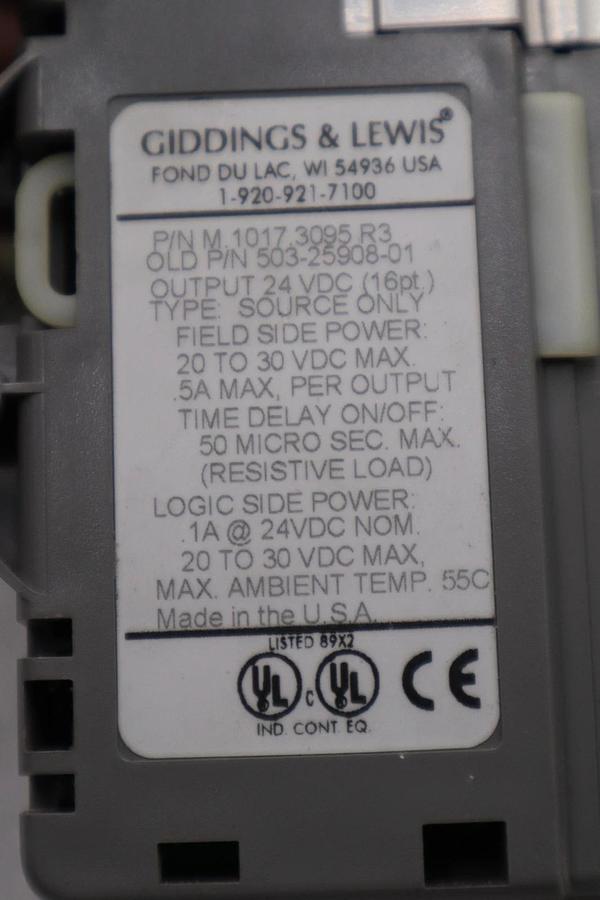 GIDDINGS & LEWIS®
FOND DU LAC, WI 54936 USA
1-920-921-7100
P/N M.1017.3095 R3
OLD P/N 503-25908-01
OUTPUT 24 VDC (16pt.)
TYPE: SOURCE ONLY
FIELD SIDE POWER:
20 TO 30 VDC MAX.
.5A MAX, PER OUTPUT
TIME DELAY ON/OFF:
50 MICRO SEC. MAX.
(RESISTIVE LOAD)
LOGIC SIDE POWER:
.1A @ 24VDC NOM.
20 TO 30 VDC MAX,
MAX. AMBIENT TEMP. 55C
Made in the U.S.A.
LISTED 89X2
UL C UL CE
IND. CONT. EQ.